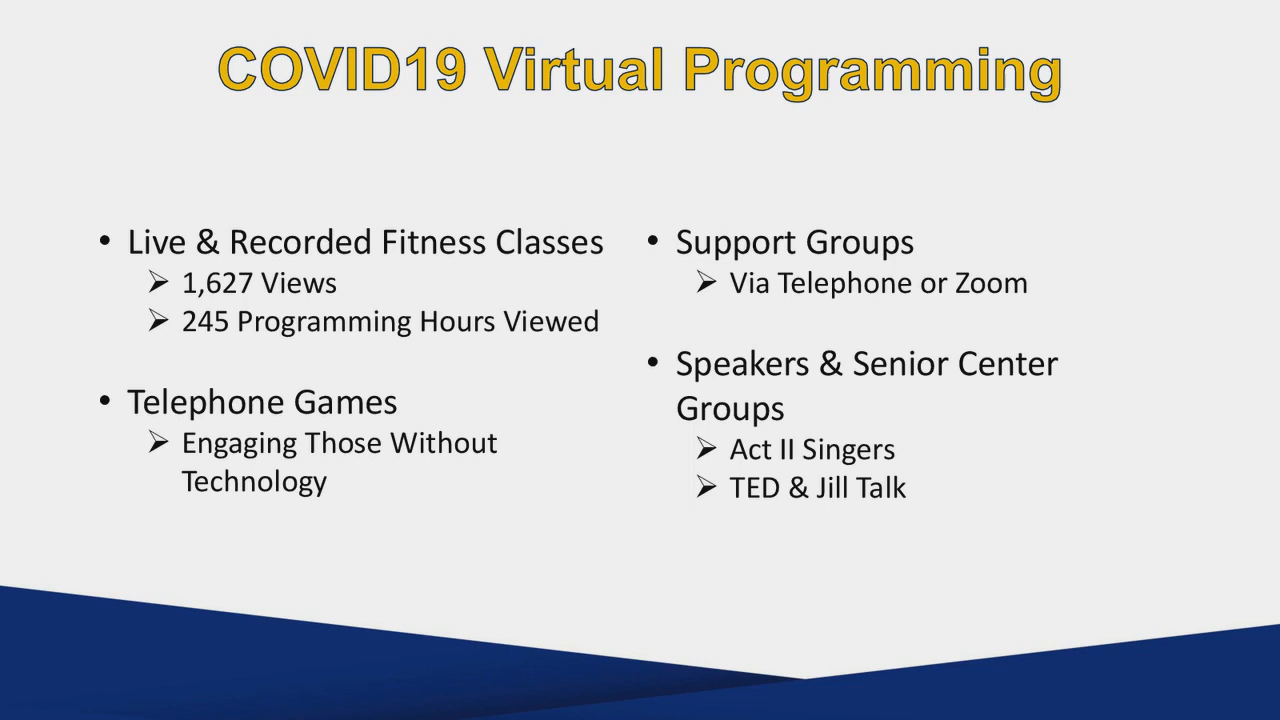 COVID19 Virtual Programming
• Live & Recorded Fitness Classes
➢ 1,627 Views
➢ 245 Programming Hours Viewed
• Telephone Games
➢ Engaging Those Without
Technology
• Support Groups
➢ Via Telephone or Zoom
• Speakers & Senior Center
Groups
➢ Act II Singers
➢ TED & Jill Talk